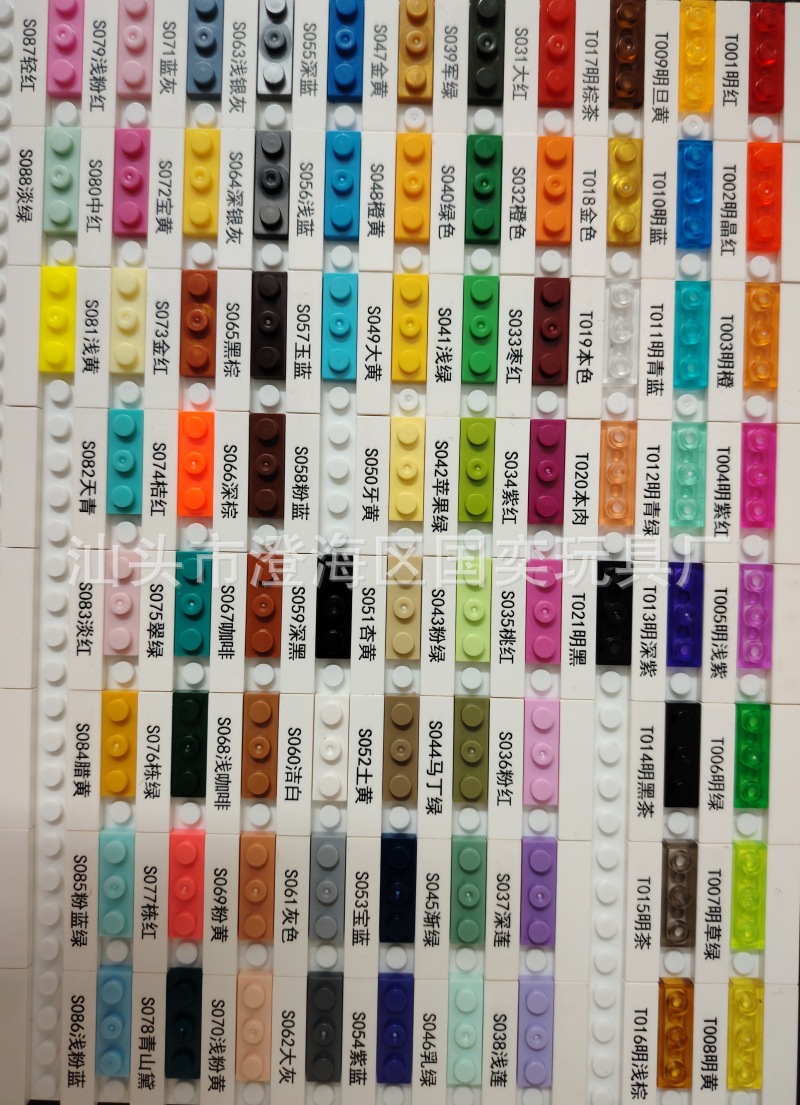 T001明红
T002明晶红
T003明橙
T004明紫红
T005明浅紫
T006明绿
T007明草绿
T008明黄
T009明旦黄
T010明蓝
T011明青蓝
T012明青绿
T013明深紫
T014明黑茶
T015明茶
T016明浅棕
T017明棕茶
T018金色
T019本色
T020本肉
T021明黑
S031大红
S032橙色
S033枣红
S034紫红
S035桃红
S036粉红
S037深莲
S038浅莲
S039军绿
S040绿色
S041浅绿
S042苹果绿
S043粉绿
S044马丁绿
S045渐绿
S046乳绿
S047金黄
S048橙黄
S049大黄
S050牙黄
S051杏黄
S052土黄
S053宝蓝
S054紫蓝
S055深蓝
S056浅蓝
S057玉蓝
S058粉蓝
S059深黑
S060洁白
S061灰色
S062大灰
S063浅银灰
S064深银灰
S065黑棕
S066深棕
S067咖啡
S068浅咖啡
S069粉黄
S070浅粉黄
S071蓝灰
S072宝黄
S073金红
S074桔红
S075翠绿
S076栋绿
S077栋红
S078青山黛
S079浅粉红
S080中红
S081浅黄
S082天青
S083淡红
S084腊黄
S085粉蓝绿
S086浅粉蓝
S087轻红
S088淡绿
汕头市澄海区国奕玩具厂